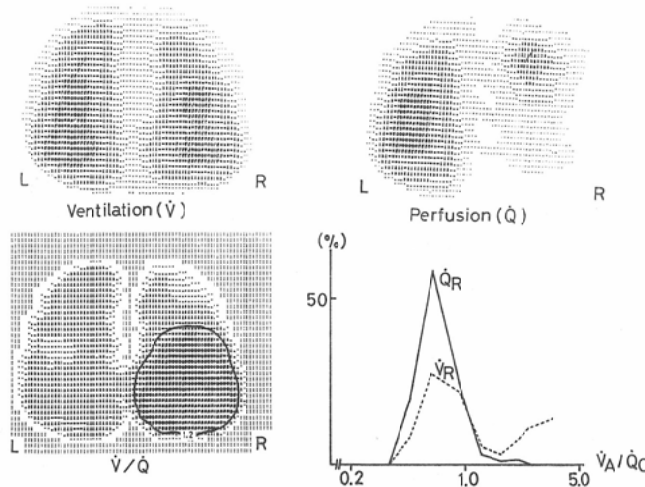 L
R
Ventilation (V̇)
L
R
Perfusion (Q̇)
1.2
L
R
V̇/Q̇
(%)
50
Q̇R
V̇R
0.2
1.0
5.0
V̇A/Q̇C